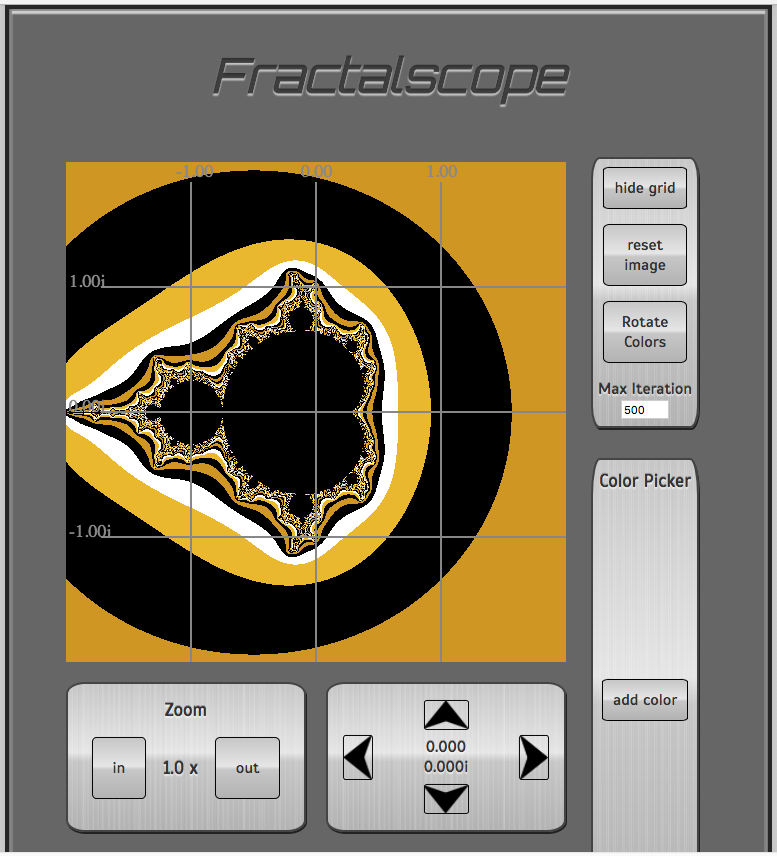 Fractalscope
-1.00 0.00 1.00
1.00i
0.00i
-1.00i
hide grid
reset
image
Rotate
Colors
Max Iteration
500
Color Picker
add color
Zoom
in 1.0 x out
0.000
0.000i